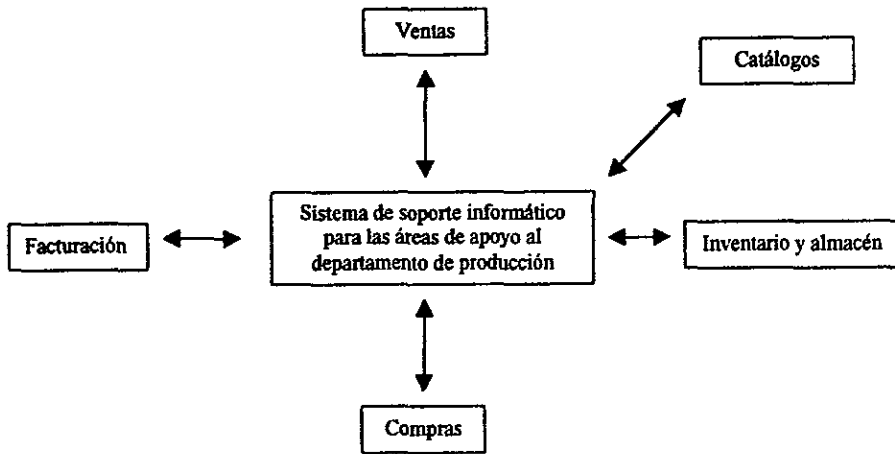 Ventas
Catálogos
Sistema de soporte informático
para las áreas de apoyo al
departamento de producción
Facturación
Inventario y almacén
Compras